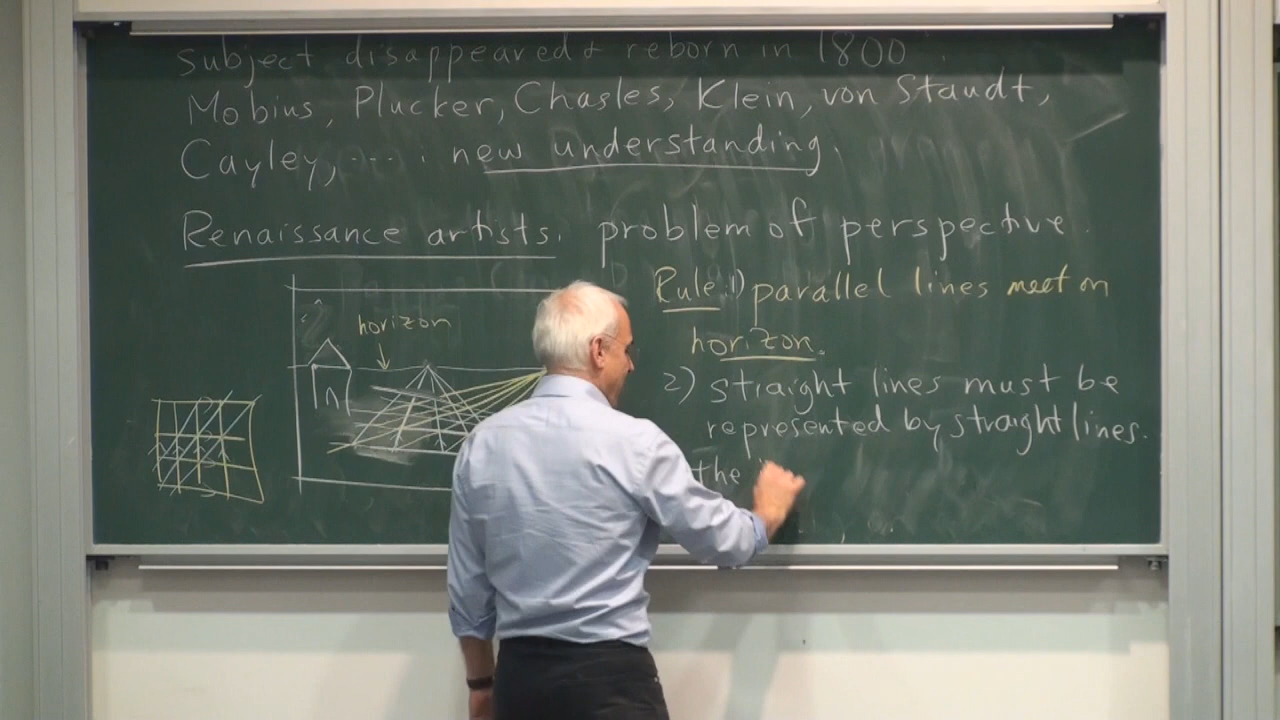 subject disappeared & reborn in 1800
Mobius, Plucker, Chasles, Klein, von Staudt,
Cayley, .... : new understanding.
Renaissance artists. problem of perspective.
Rule: 1) parallel lines meet on
horizon.
horizon
2) straight lines must be
represented by straight lines.
the